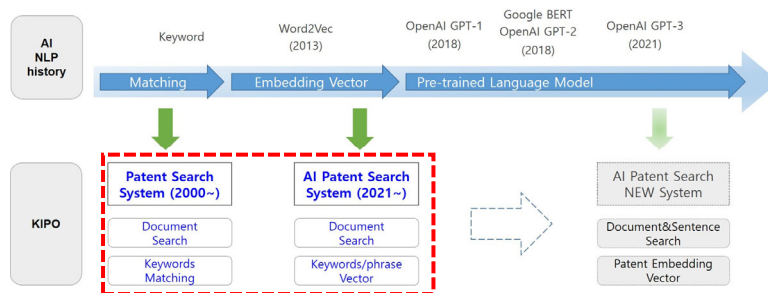 AI
NLP
history
Keyword
Word2Vec
(2013)
OpenAI GPT-1
(2018)
Google BERT
OpenAI GPT-2
(2018)
OpenAI GPT-3
(2021)
Matching
Embedding Vector
Pre-trained Language Model
KIPO
Patent Search
System (2000~)
Document
Search
Keywords
Matching
AI Patent Search
System (2021~)
Document
Search
Keywords/phrase
Vector
AI Patent Search
NEW System
Document&Sentence
Search
Patent Embedding
Vector